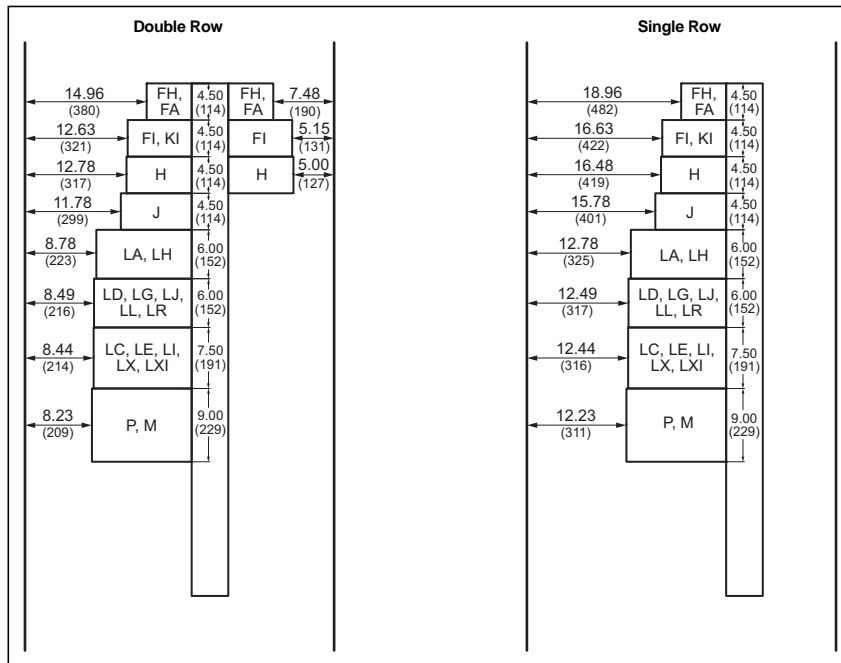 Double Row
14.96
(380)
FH,
FA
4.50
(114)
FH,
FA
7.48
(190)
12.63
(321)
FI, KI
4.50
(114)
FI
5.15
(131)
12.78
(317)
H
4.50
(114)
H
5.00
(127)
11.78
(299)
J
4.50
(114)
8.78
(223)
LA, LH
6.00
(152)
8.49
(216)
LD, LG, LJ,
LL, LR
6.00
(152)
8.44
(214)
LC, LE, LI,
LX, LXI
7.50
(191)
8.23
(209)
P, M
9.00
(229)
Single Row
18.96
(482)
FH,
FA
4.50
(114)
16.63
(422)
FI, KI
4.50
(114)
16.48
(419)
H
4.50
(114)
15.78
(401)
J
4.50
(114)
12.78
(325)
LA, LH
6.00
(152)
12.49
(317)
LD, LG, LJ,
LL, LR
6.00
(152)
12.44
(316)
LC, LE, LI,
LX, LXI
7.50
(191)
12.23
(311)
P, M
9.00
(229)